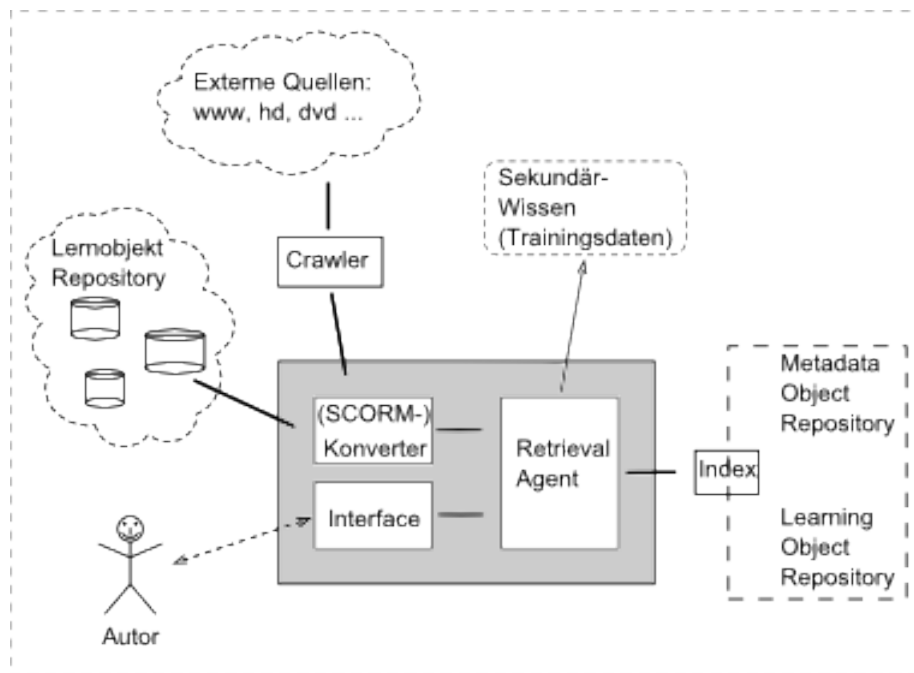 Externe Quellen:
www, hd, dvd ...
Sekundär-
Wissen
(Trainingsdaten)
Lernobjekt
Repository
Crawler
Metadata
Object
Repository
(SCORM-)
Konverter
Retrieval
Agent
Index
Interface
Learning
Object
Repository
Autor